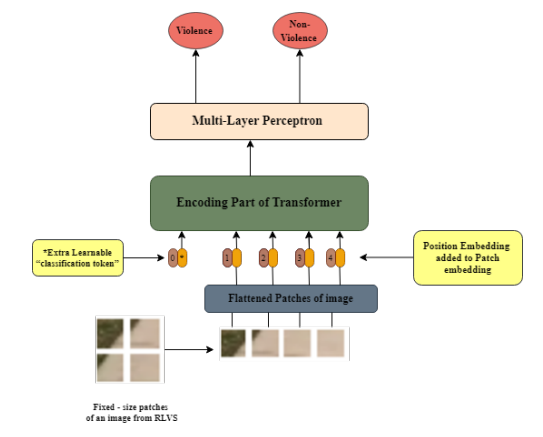 Violence
Non-
Violence
Multi-Layer Perceptron
Encoding Part of Transformer
*Extra Learnable
“classification token”
0 *
1
2
3
4
Position Embedding
added to Patch
embedding
Flattened Patches of image
Fixed - size patches
of an image from RLVS